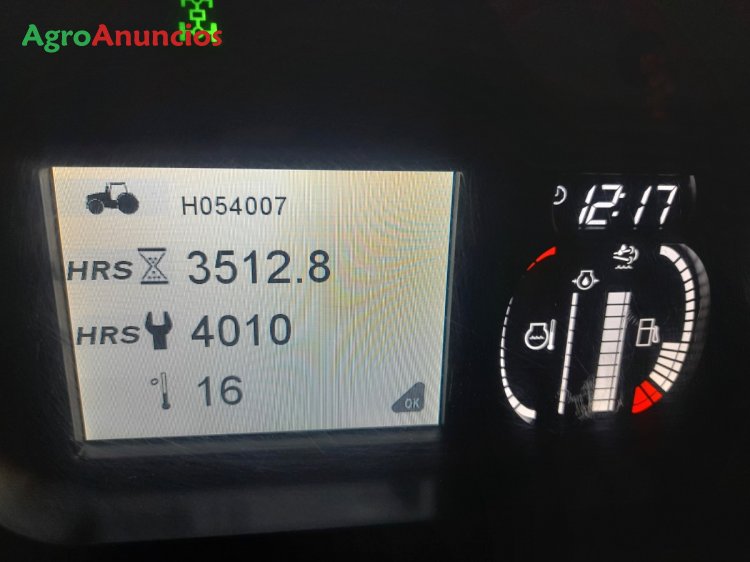 AgroAnuncios
H054007
12:17
HRS 3512.8
HRS 4010
16
OK